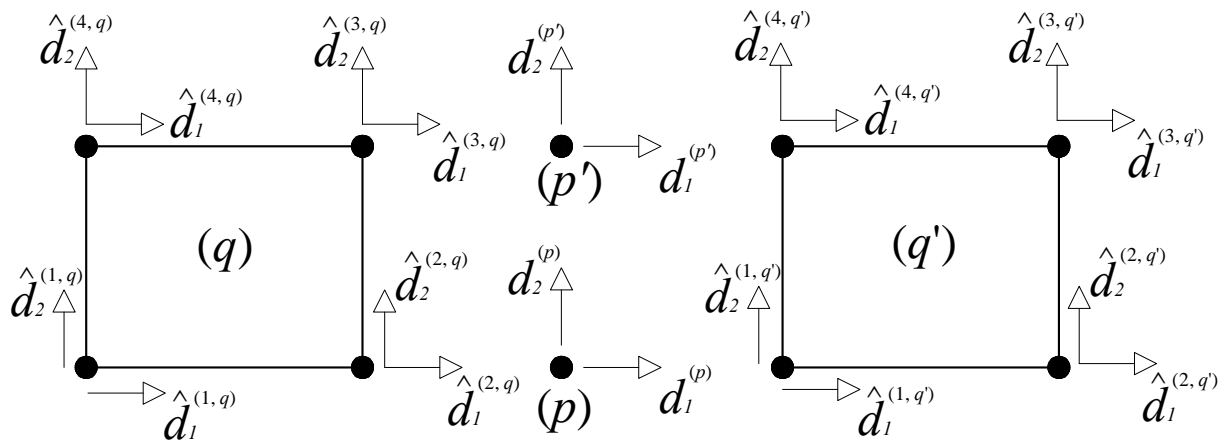 d̂₂⁽⁴, q⁾ d̂₂⁽³, q⁾ d₂⁽p'⁾ d̂₂⁽⁴, q'⁾ d̂₂⁽³, q'⁾
d̂₁⁽⁴, q⁾ d̂₁⁽³, q⁾ d₁⁽p'⁾ d̂₁⁽⁴, q'⁾ d̂₁⁽³, q'⁾
(p')
(q) (q')
d̂₂⁽¹, q⁾ d̂₂⁽², q⁾ d₂⁽p⁾ d̂₂⁽¹, q'⁾ d̂₂⁽², q'⁾
d̂₁⁽¹, q⁾ d̂₁⁽², q⁾ (p) d₁⁽p⁾ d̂₁⁽¹, q'⁾ d̂₁⁽², q'⁾